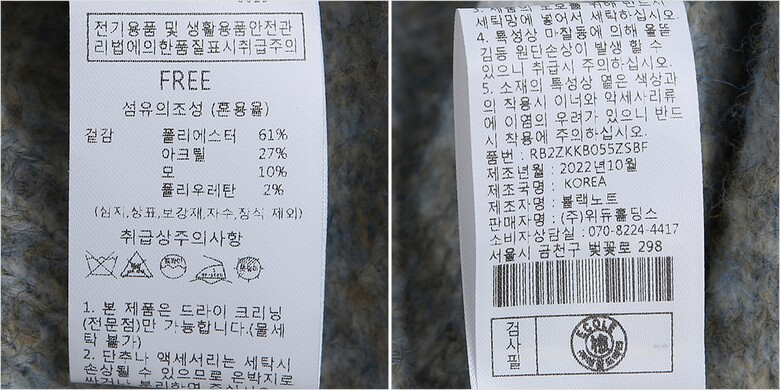 전기용품 및 생활용품안전관
리법에의한품질표시취급주의
FREE
섬유의조성 (혼용율)
겉감 폴리에스터 61%
아크릴 27%
모 10%
폴리우레탄 2%
(심지,상표,보강재,자수,장식 제외)
취급상주의사항
1. 본 제품은 드라이 크리닝
(전문점)만 가능합니다.(물세
탁 불가)
2. 단추나 액세서리는 세탁시
손상될 수 있으므로 은박지로
세탁망에 넣어서 세탁하십시오.
4. 특성상 마찰등에 의해 올뜯
김등 원단손상이 발생 할 수
있으니 취급시 주의하십시오.
5. 소재의 특성상 옅은 색상과
의 착용시 이너와 악세사리류
에 이염의 우려가 있으니 반드
시 착용에 주의하십시오.
품번 : RB2ZKKB055ZSBF
제조년월 : 2022년10월
제조국명 : KOREA
제조자명 : 블랙노트
판매자명 : (주)위듀홀딩스
소비자상담실 : 070-8224-4417
서울시 금천구 벚꽃로 298
검사필
ECOLE